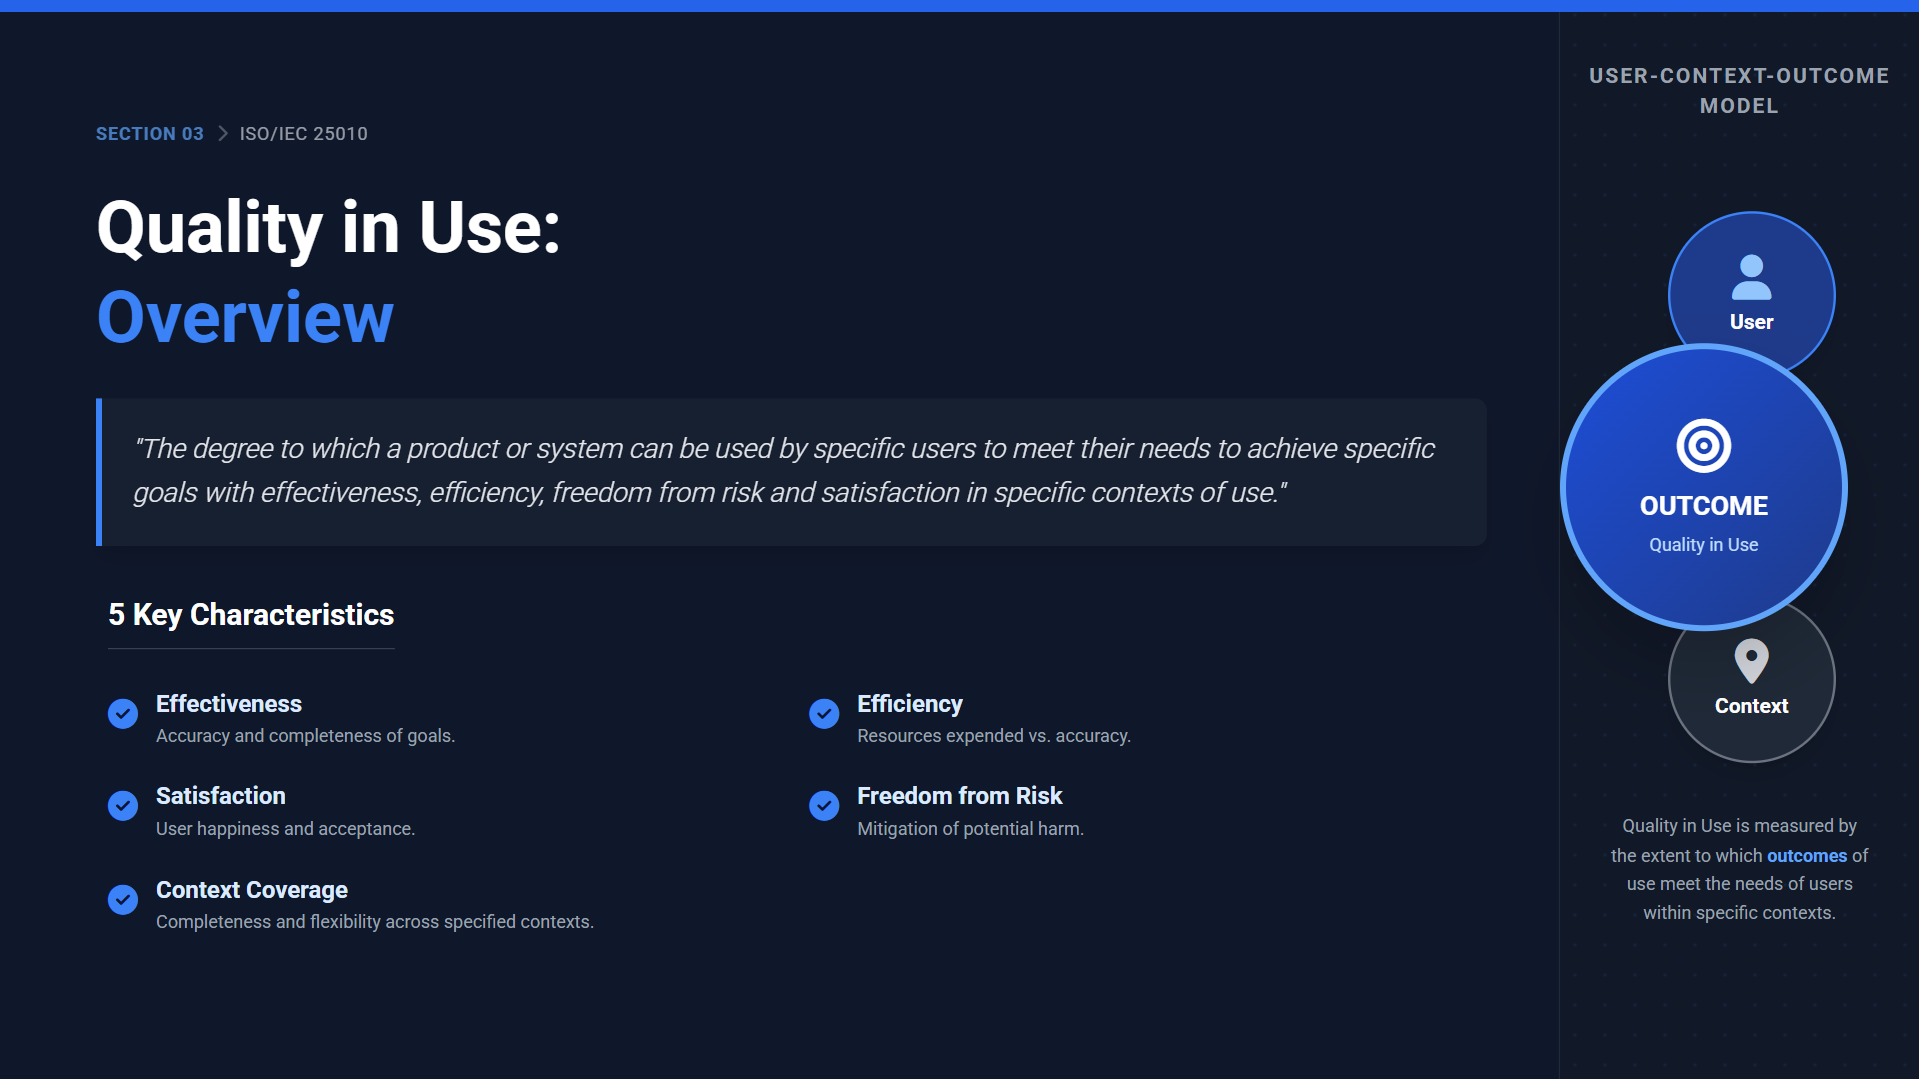 SECTION 03
ISO/IEC 25010
Quality in Use:
Overview
"The degree to which a product or system can be used by specific users to meet their needs to achieve specific
goals with effectiveness, efficiency, freedom from risk and satisfaction in specific contexts of use."
5 Key Characteristics
Effectiveness
Accuracy and completeness of goals.
Efficiency
Resources expended vs. accuracy.
Satisfaction
User happiness and acceptance.
Freedom from Risk
Mitigation of potential harm.
Context Coverage
Completeness and flexibility across specified contexts.
USER-CONTEXT-OUTCOME
MODEL
User
OUTCOME
Quality in Use
Context
Quality in Use is measured by
the extent to which outcomes of
use meet the needs of users
within specific contexts.